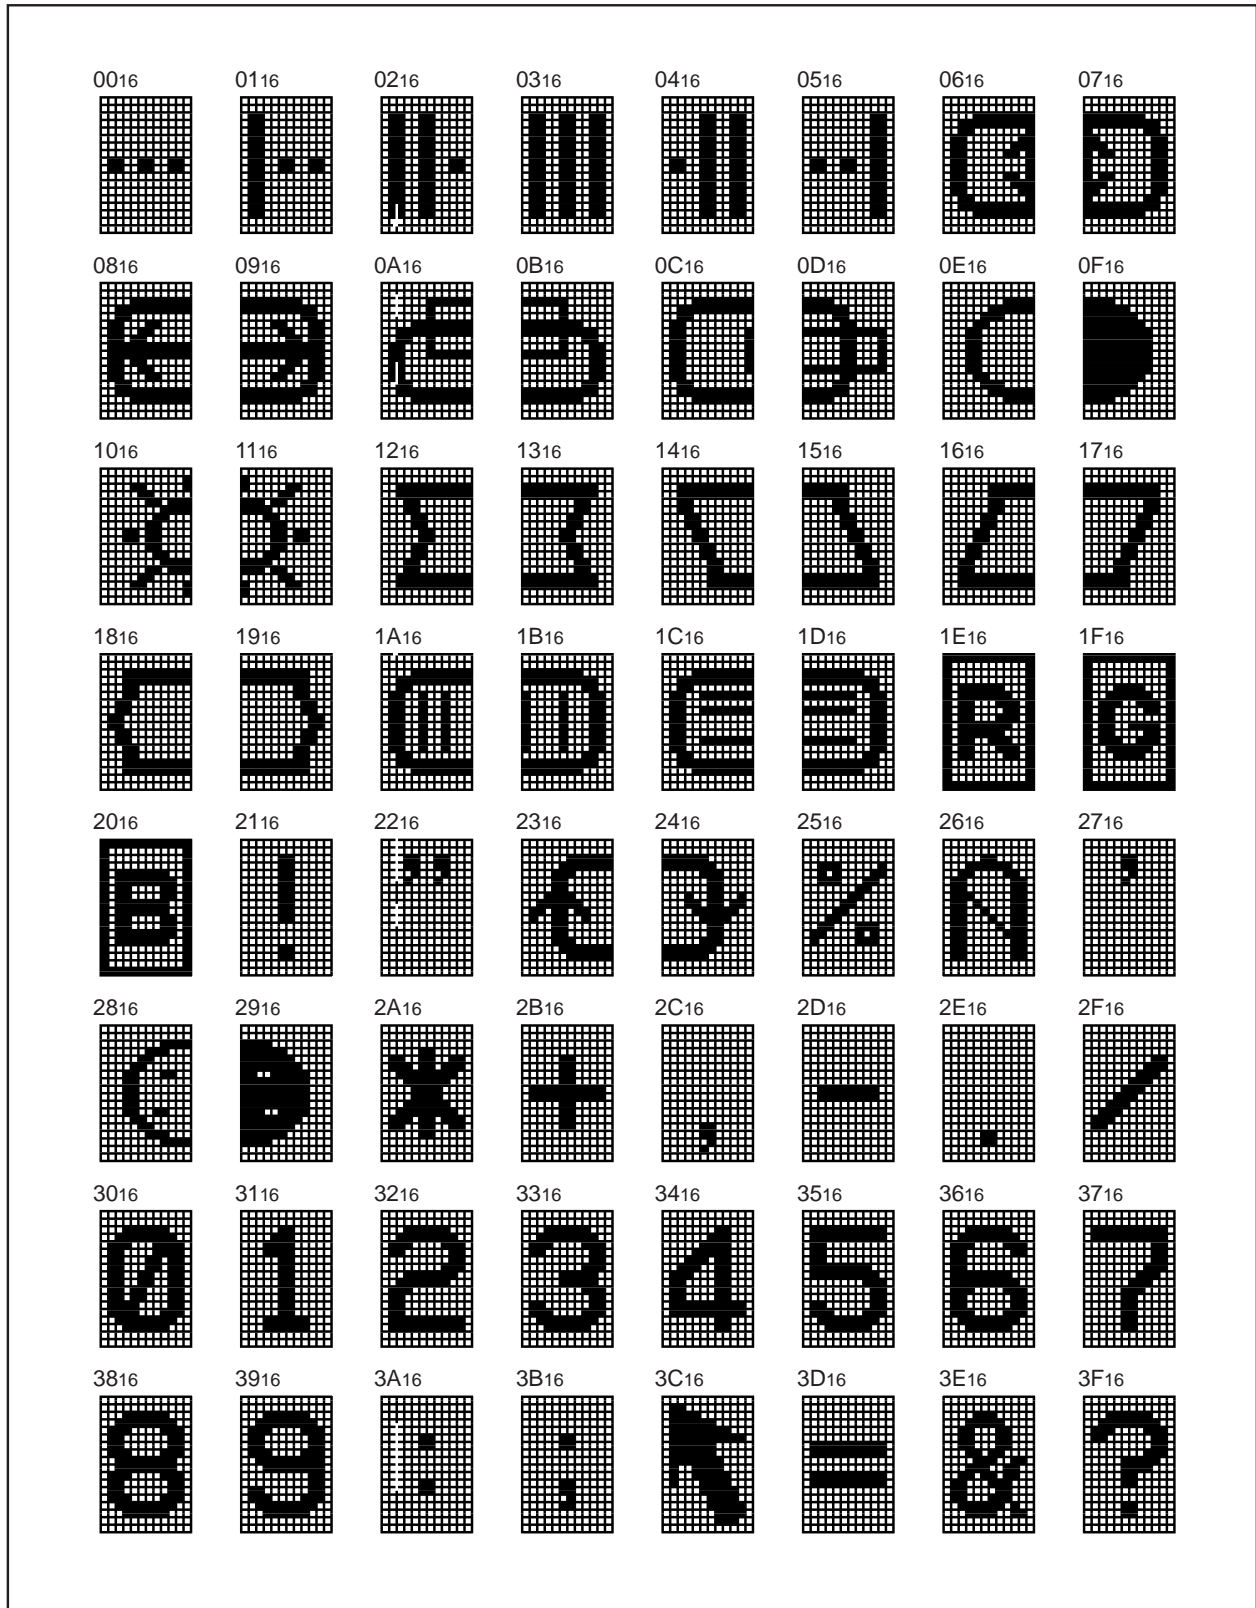 0016 0116 0216 0316 0416 0516 0616 0716
0816 0916 0A16 0B16 0C16 0D16 0E16 0F16
1016 1116 1216 1316 1416 1516 1616 1716
1816 1916 1A16 1B16 1C16 1D16 1E16 1F16
R G
2016 2116 2216 2316 2416 2516 2616 2716
B ! " % '
2816 2916 2A16 2B16 2C16 2D16 2E16 2F16
* + , - . /
3016 3116 3216 3316 3416 3516 3616 3716
0 1 2 3 4 5 6 7
3816 3916 3A16 3B16 3C16 3D16 3E16 3F16
8 9 : ; = & ?